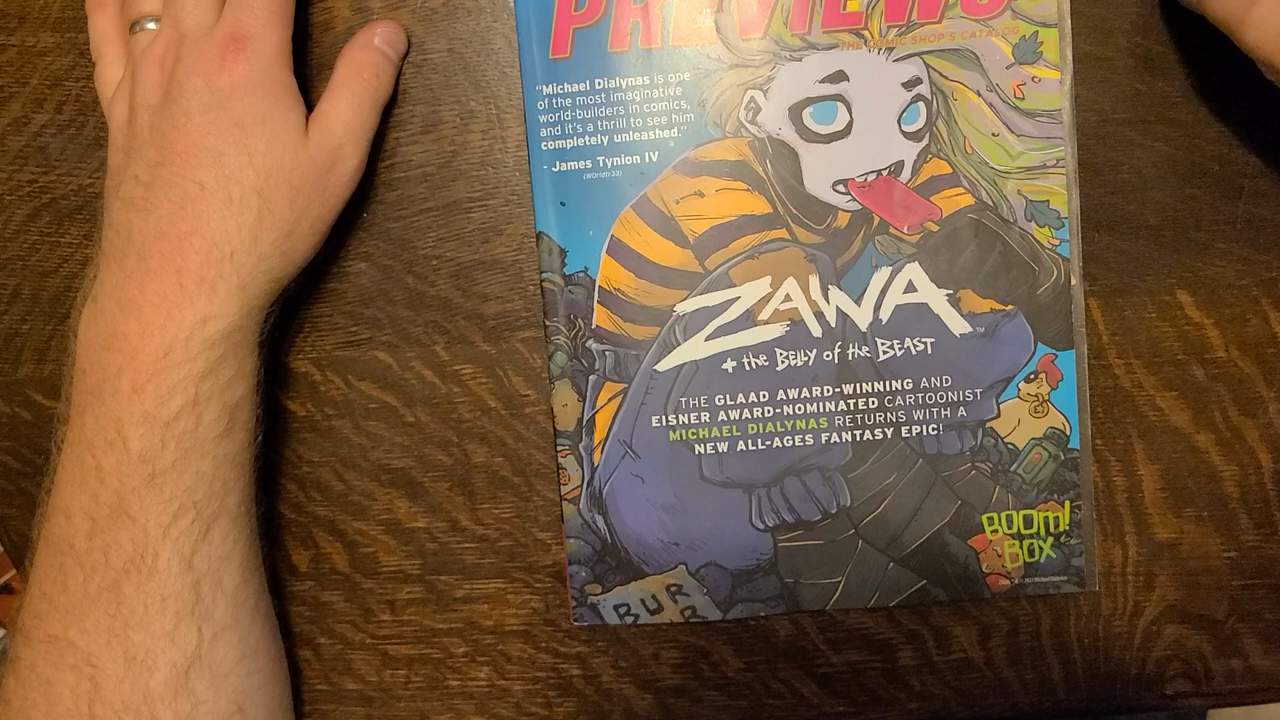 PREVIEWS
THE COMIC SHOP'S CATALOG
"Michael Dialynas is one
of the most imaginative
world-builders in comics,
and it's a thrill to see him
completely unleashed."
- James Tynion IV
(W0rldtr33)
ZAWA™
+ the BELLY of the BEAST
THE GLAAD AWARD-WINNING AND
EISNER AWARD-NOMINATED CARTOONIST
MICHAEL DIALYNAS RETURNS WITH A
NEW ALL-AGES FANTASY EPIC!
BOOM!
BOX
BUR
R